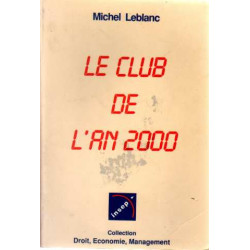 Michel Leblanc
LE CLUB
DE
L'AN 2000
insep
Collection
Droit, Economie, Management